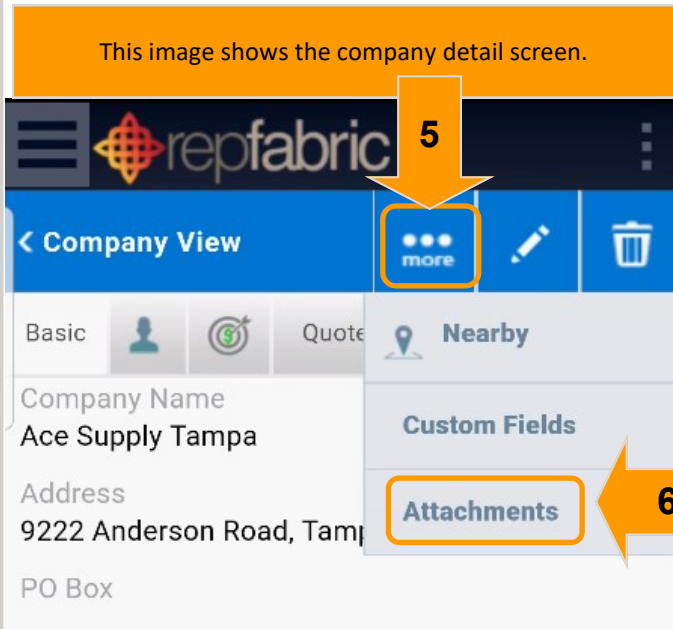 This image shows the company detail screen.
5
repfabric
< Company View
more
Basic
Quote
Nearby
Company Name
Ace Supply Tampa
Custom Fields
Address
9222 Anderson Road,
Attachments
6
PO Box